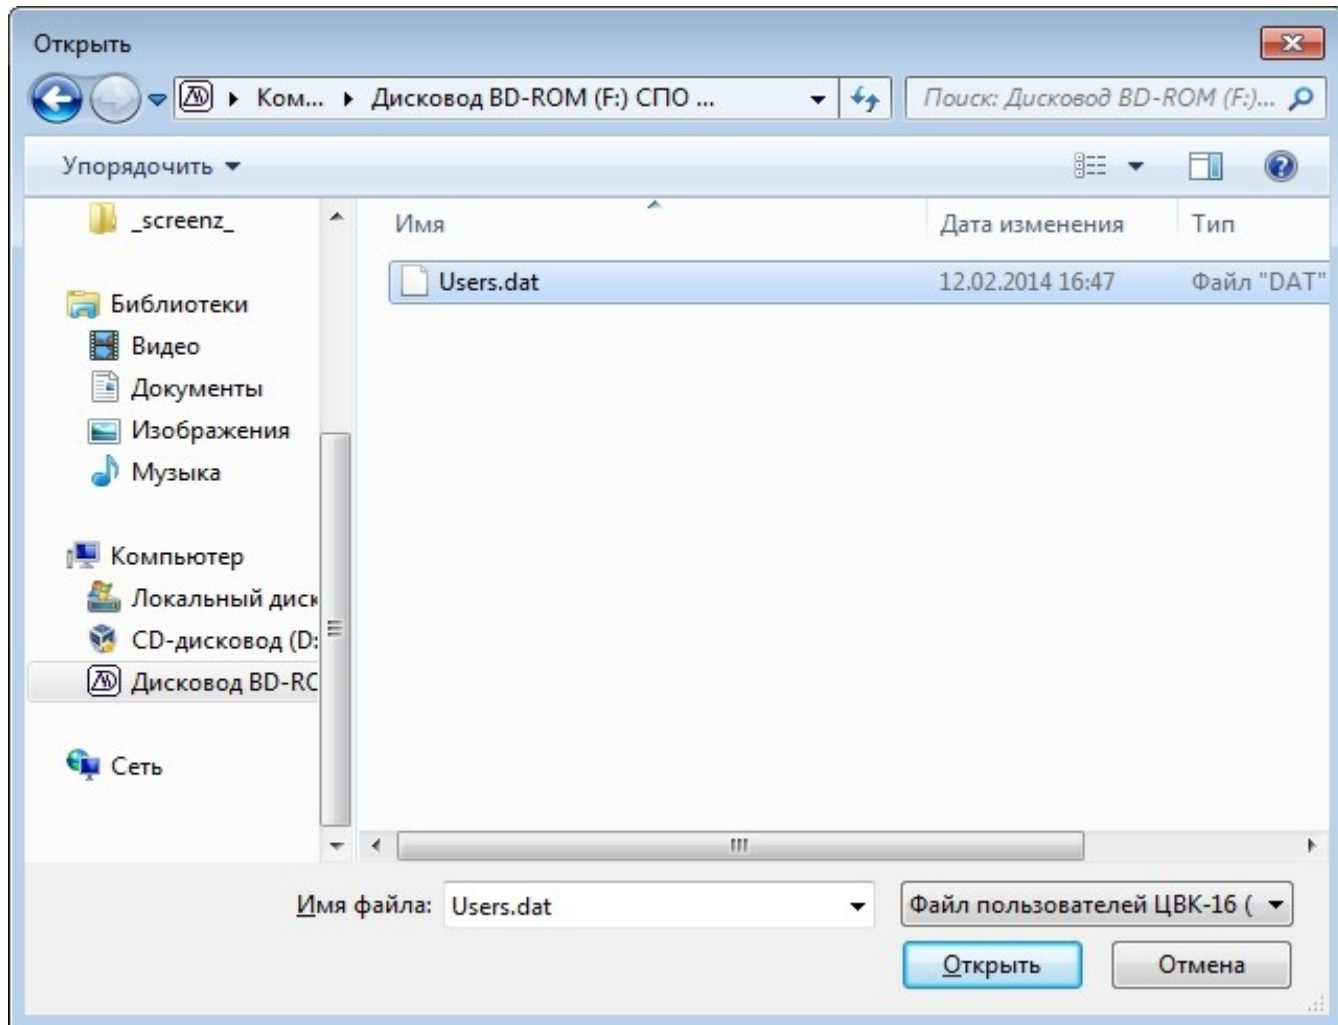 Открыть
Ком... Дисковод BD-ROM (F:) СПО ... Поиск: Дисковод BD-ROM (F:)...
Упорядочить
_screenz_
Библиотеки
Видео
Документы
Изображения
Музыка
Компьютер
Локальный диск
CD-дисковод (D:
Дисковод BD-RO
Сеть
Имя Дата изменения Тип
Users.dat 12.02.2014 16:47 Файл "DAT"
Имя файла: Users.dat Файл пользователей ЦВК-16 (
Открыть Отмена